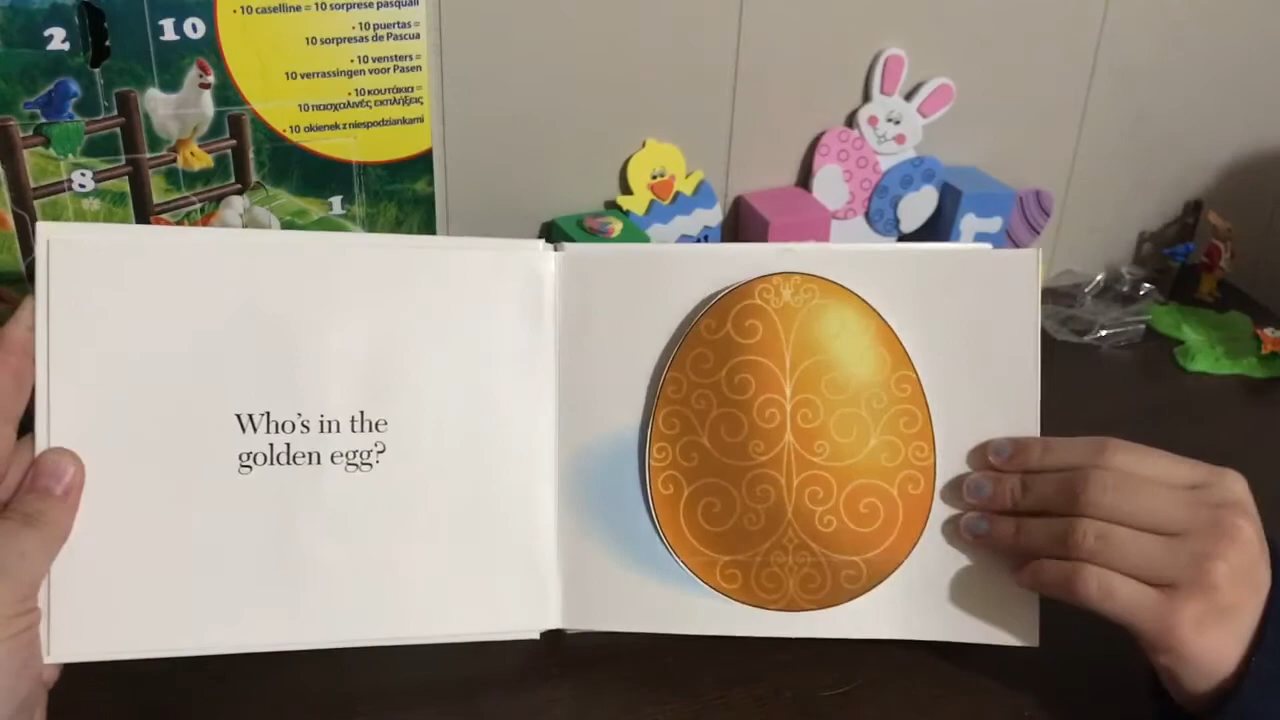 2
10
8
1
• 10 caselline = 10 sorprese pasquali
• 10 puertas =
10 sorpresas de Pascua
• 10 vensters =
10 verrassingen voor Pasen
• 10 κουτάκια =
10 πασχαλινές εκπλήξεις
• 10 okienek z niespodziankami
Who's in the
golden egg?